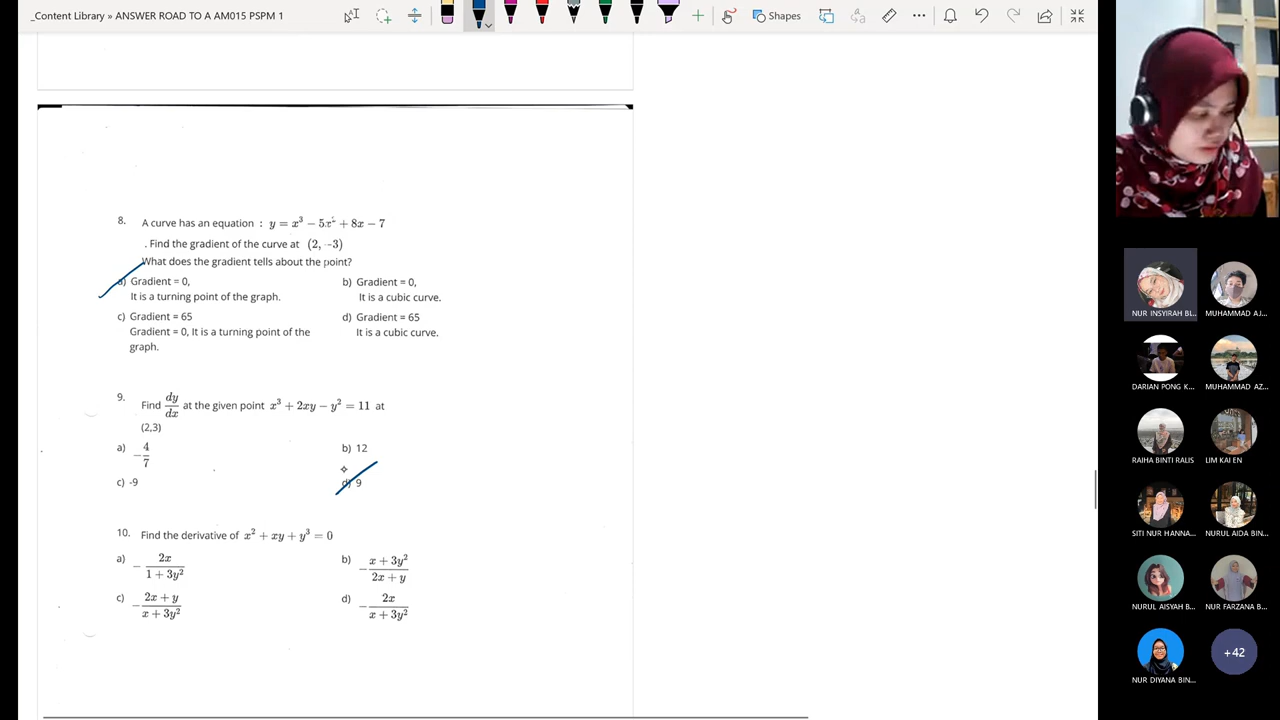 _Content Library » ANSWER ROAD TO A AM015 PSPM 1
Shapes
8. A curve has an equation : y = x³ − 5x² + 8x − 7
. Find the gradient of the curve at (2, −3)
What does the gradient tells about the point?
a) Gradient = 0,
It is a turning point of the graph.
b) Gradient = 0,
It is a cubic curve.
c) Gradient = 65
Gradient = 0, It is a turning point of the
graph.
d) Gradient = 65
It is a cubic curve.
9. Find dy/dx at the given point x³ + 2xy − y² = 11 at
(2,3)
a) −4/7
b) 12
c) -9
d) 9
10. Find the derivative of x² + xy + y³ = 0
a) − 2x / (1 + 3y²)
b) − (x + 3y²) / (2x + y)
c) − (2x + y) / (x + 3y²)
d) − 2x / (x + 3y²)
NUR INSYIRAH BI...
MUHAMMAD AJ...
DARIAN PONG K...
MUHAMMAD AZ...
RAIHA BINTI RALIS
LIM KAI EN
SITI NUR HANNA...
NURUL AIDA BIN...
NURUL AISYAH B...
NUR FARZANA B...
NUR DIYANA BIN...
+42